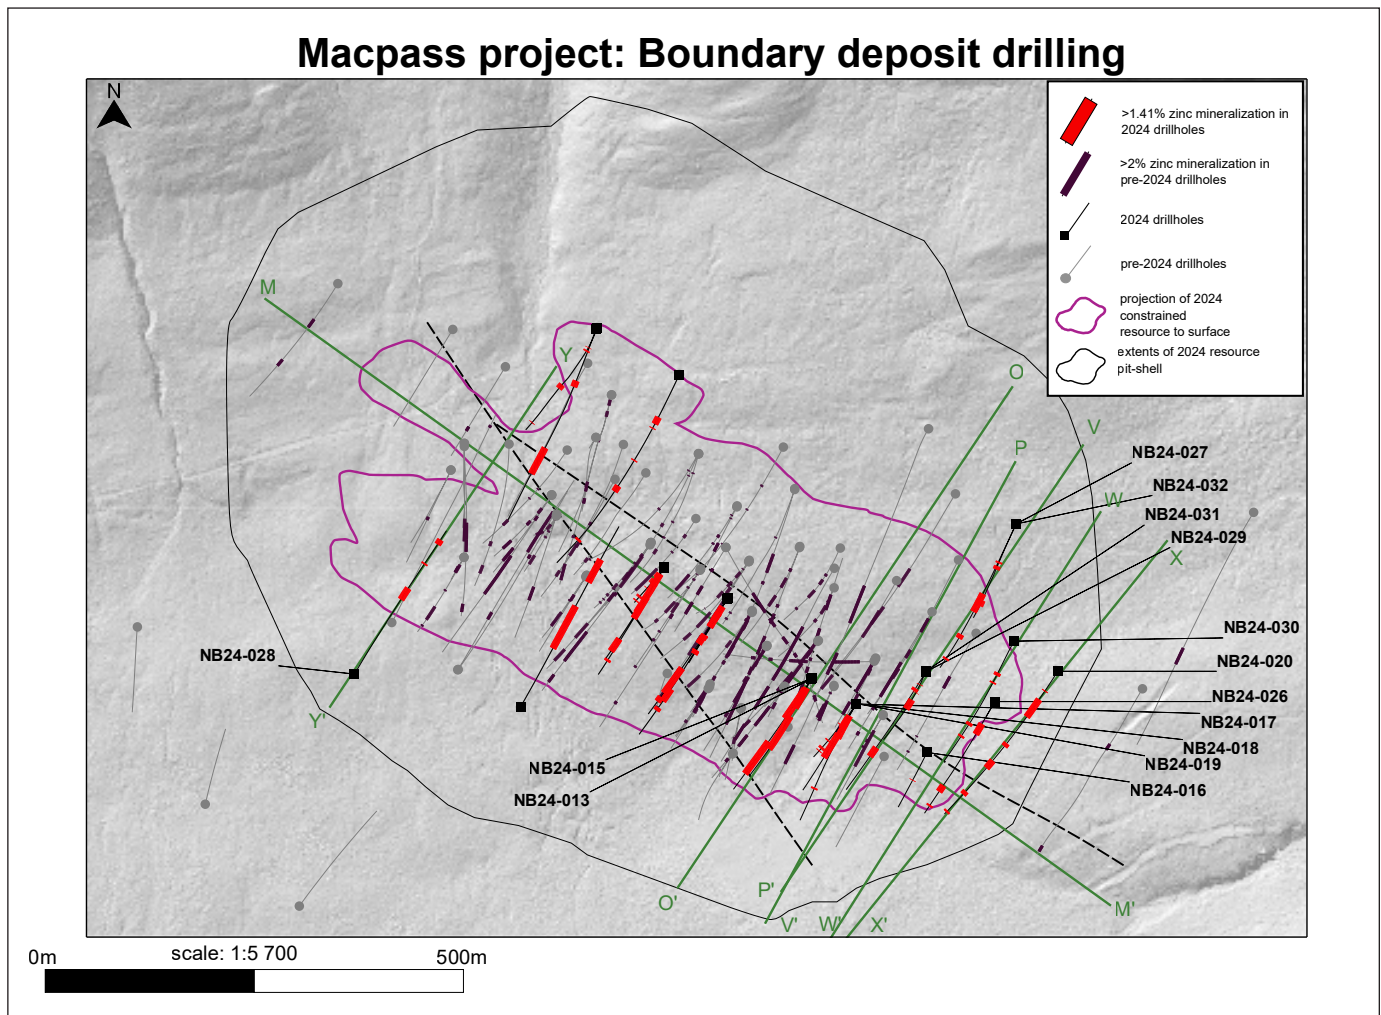 Macpass project: Boundary deposit drilling
N
>1.41% zinc mineralization in
2024 drillholes
>2% zinc mineralization in
pre-2024 drillholes
2024 drillholes
pre-2024 drillholes
projection of 2024
constrained
resource to surface
extents of 2024 resource
pit-shell
M
Y
O
P
V
W
X
NB24-027
NB24-032
NB24-031
NB24-029
NB24-030
NB24-020
NB24-026
NB24-017
NB24-018
NB24-019
NB24-016
NB24-028
Y'
NB24-015
NB24-013
O'
P'
V'
W'
X'
M'
0m
scale: 1:5 700
500m